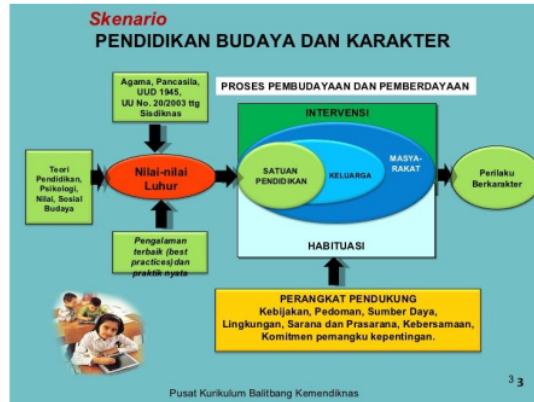 Skenario
PENDIDIKAN BUDAYA DAN KARAKTER
Agama, Pancasila,
UUD 1945,
UU No. 20/2003 ttg
Sisdiknas
PROSES PEMBUDAYAAN DAN PEMBERDAYAAN
INTERVENSI
Teori
Pendidikan,
Psikologi,
Nilai, Sosial
Budaya
Nilai-nilai
Luhur
SATUAN
PENDIDIKAN
KELUARGA
MASYA-
RAKAT
Perilaku
Berkarakter
Pengalaman
terbaik (best
practices) dan
praktik nyata
HABITUASI
PERANGKAT PENDUKUNG
Kebijakan, Pedoman, Sumber Daya,
Lingkungan, Sarana dan Prasarana, Kebersamaan,
Komitmen pemangku kepentingan.
Pusat Kurikulum Balitbang Kemendiknas
3 3